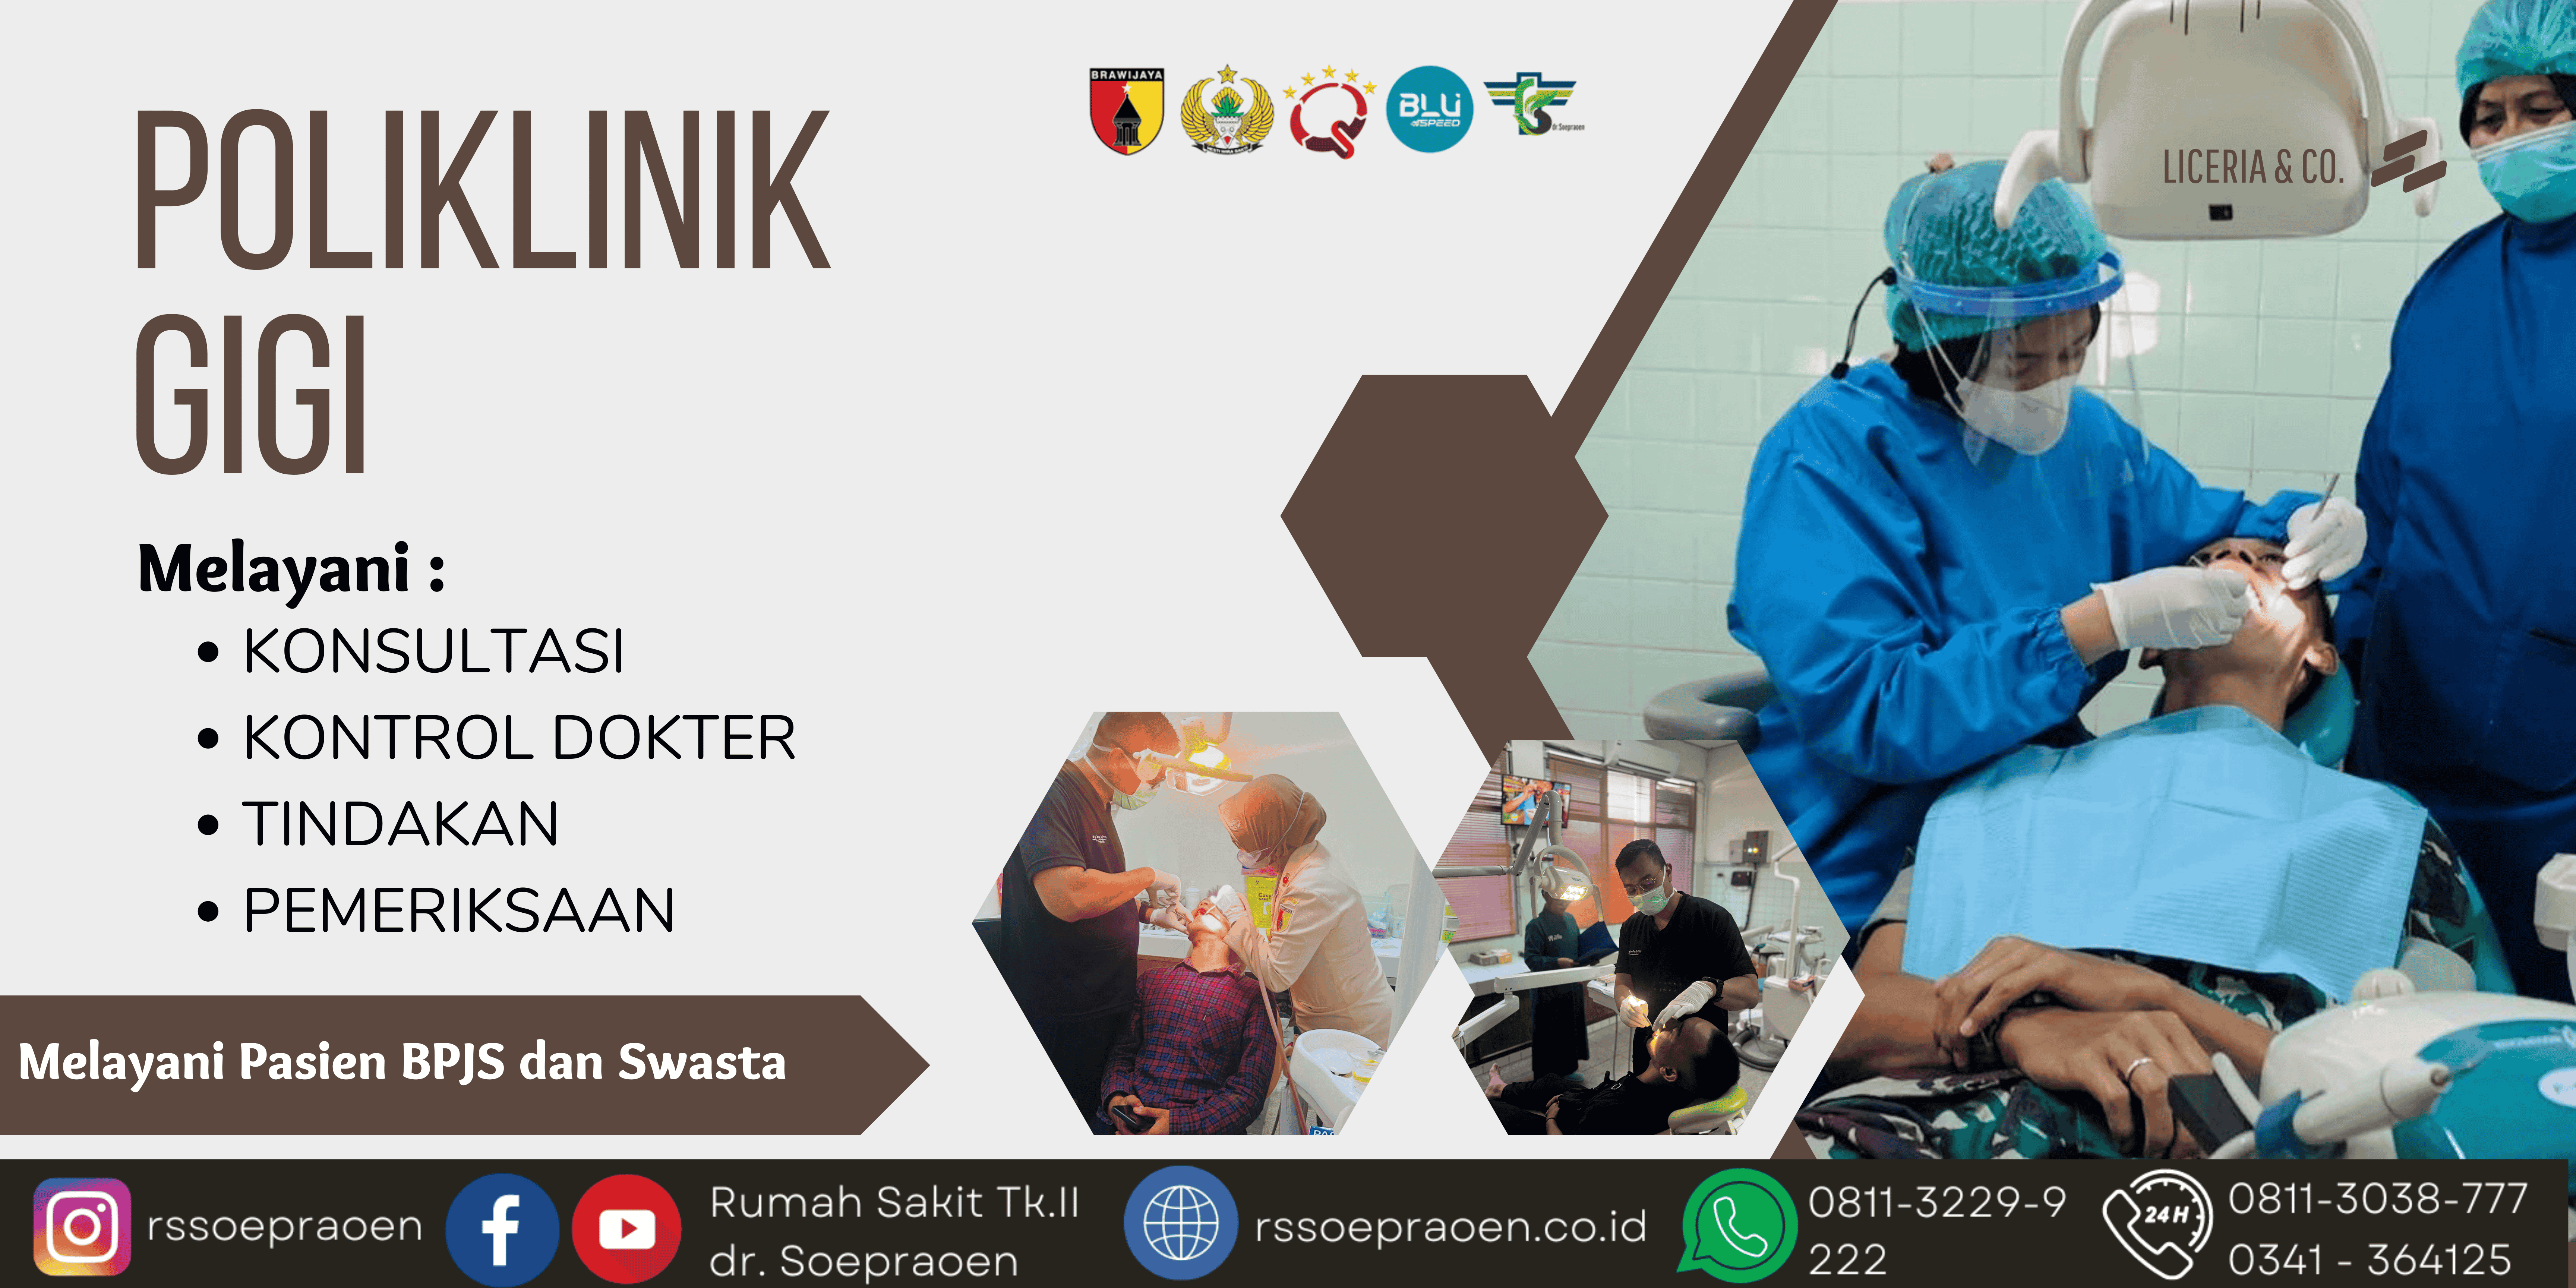 POLIKLINIK
GIGI
BRAWIJAYA
BLU
SPEED
dr.Soepraoen
LICERIA & CO.
Melayani :
• KONSULTASI
• KONTROL DOKTER
• TINDAKAN
• PEMERIKSAAN
Melayani Pasien BPJS dan Swasta
rssoepraoen
Rumah Sakit Tk.II
dr. Soepraoen
rssoepraoen.co.id
0811-3229-9
222
24H
0811-3038-777
0341 - 364125